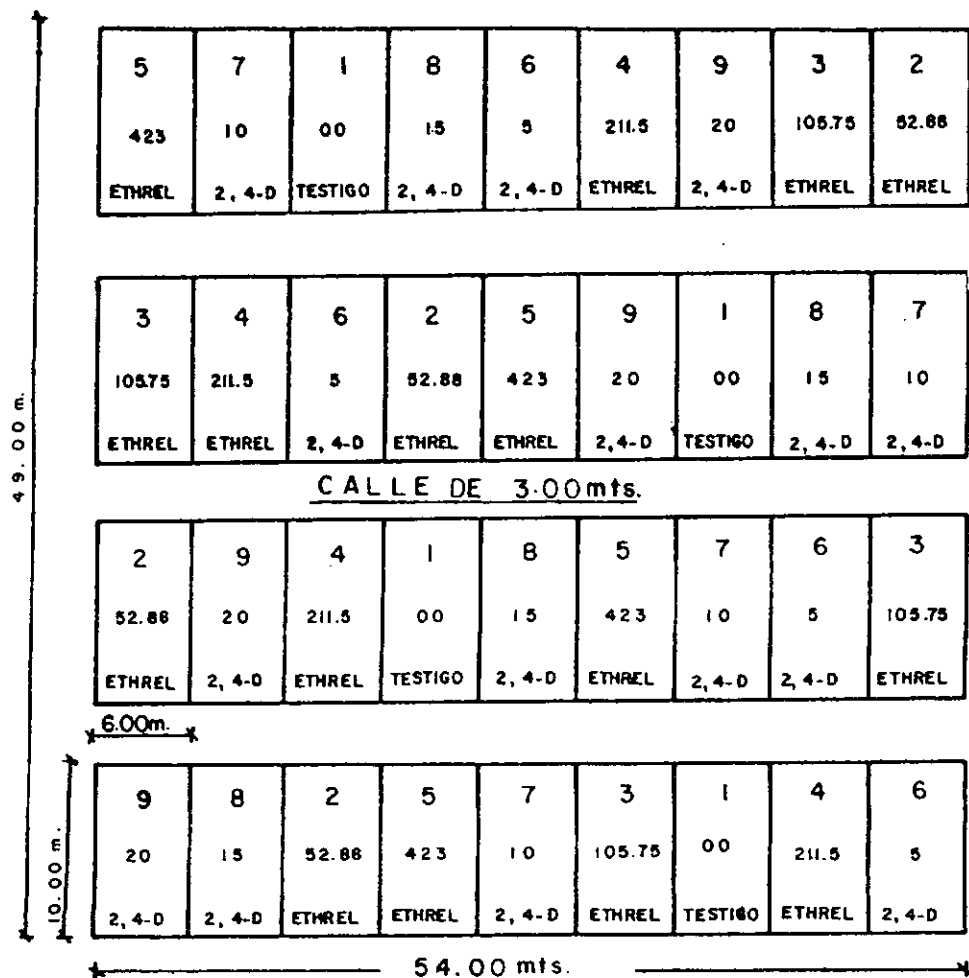 5 7 1 8 6 4 9 3 2
423 10 00 15 5 211.5 20 105.75 52.88
ETHREL 2,4-D TESTIGO 2,4-D 2,4-D ETHREL 2,4-D ETHREL ETHREL
3 4 6 2 5 9 1 8 7
105.75 211.5 5 52.88 423 20 00 15 10
ETHREL ETHREL 2,4-D ETHREL ETHREL 2,4-D TESTIGO 2,4-D 2,4-D
49.00 m.
CALLE DE 3.00 mts.
2 9 4 1 8 5 7 6 3
52.88 20 211.5 00 15 423 10 5 105.75
ETHREL 2,4-D ETHREL TESTIGO 2,4-D ETHREL 2,4-D 2,4-D ETHREL
6.00m.
9 8 2 5 7 3 1 4 6
20 15 52.88 423 10 105.75 00 211.5 5
2,4-D 2,4-D ETHREL ETHREL 2,4-D ETHREL TESTIGO ETHREL 2,4-D
10.00 m.
54.00 mts.